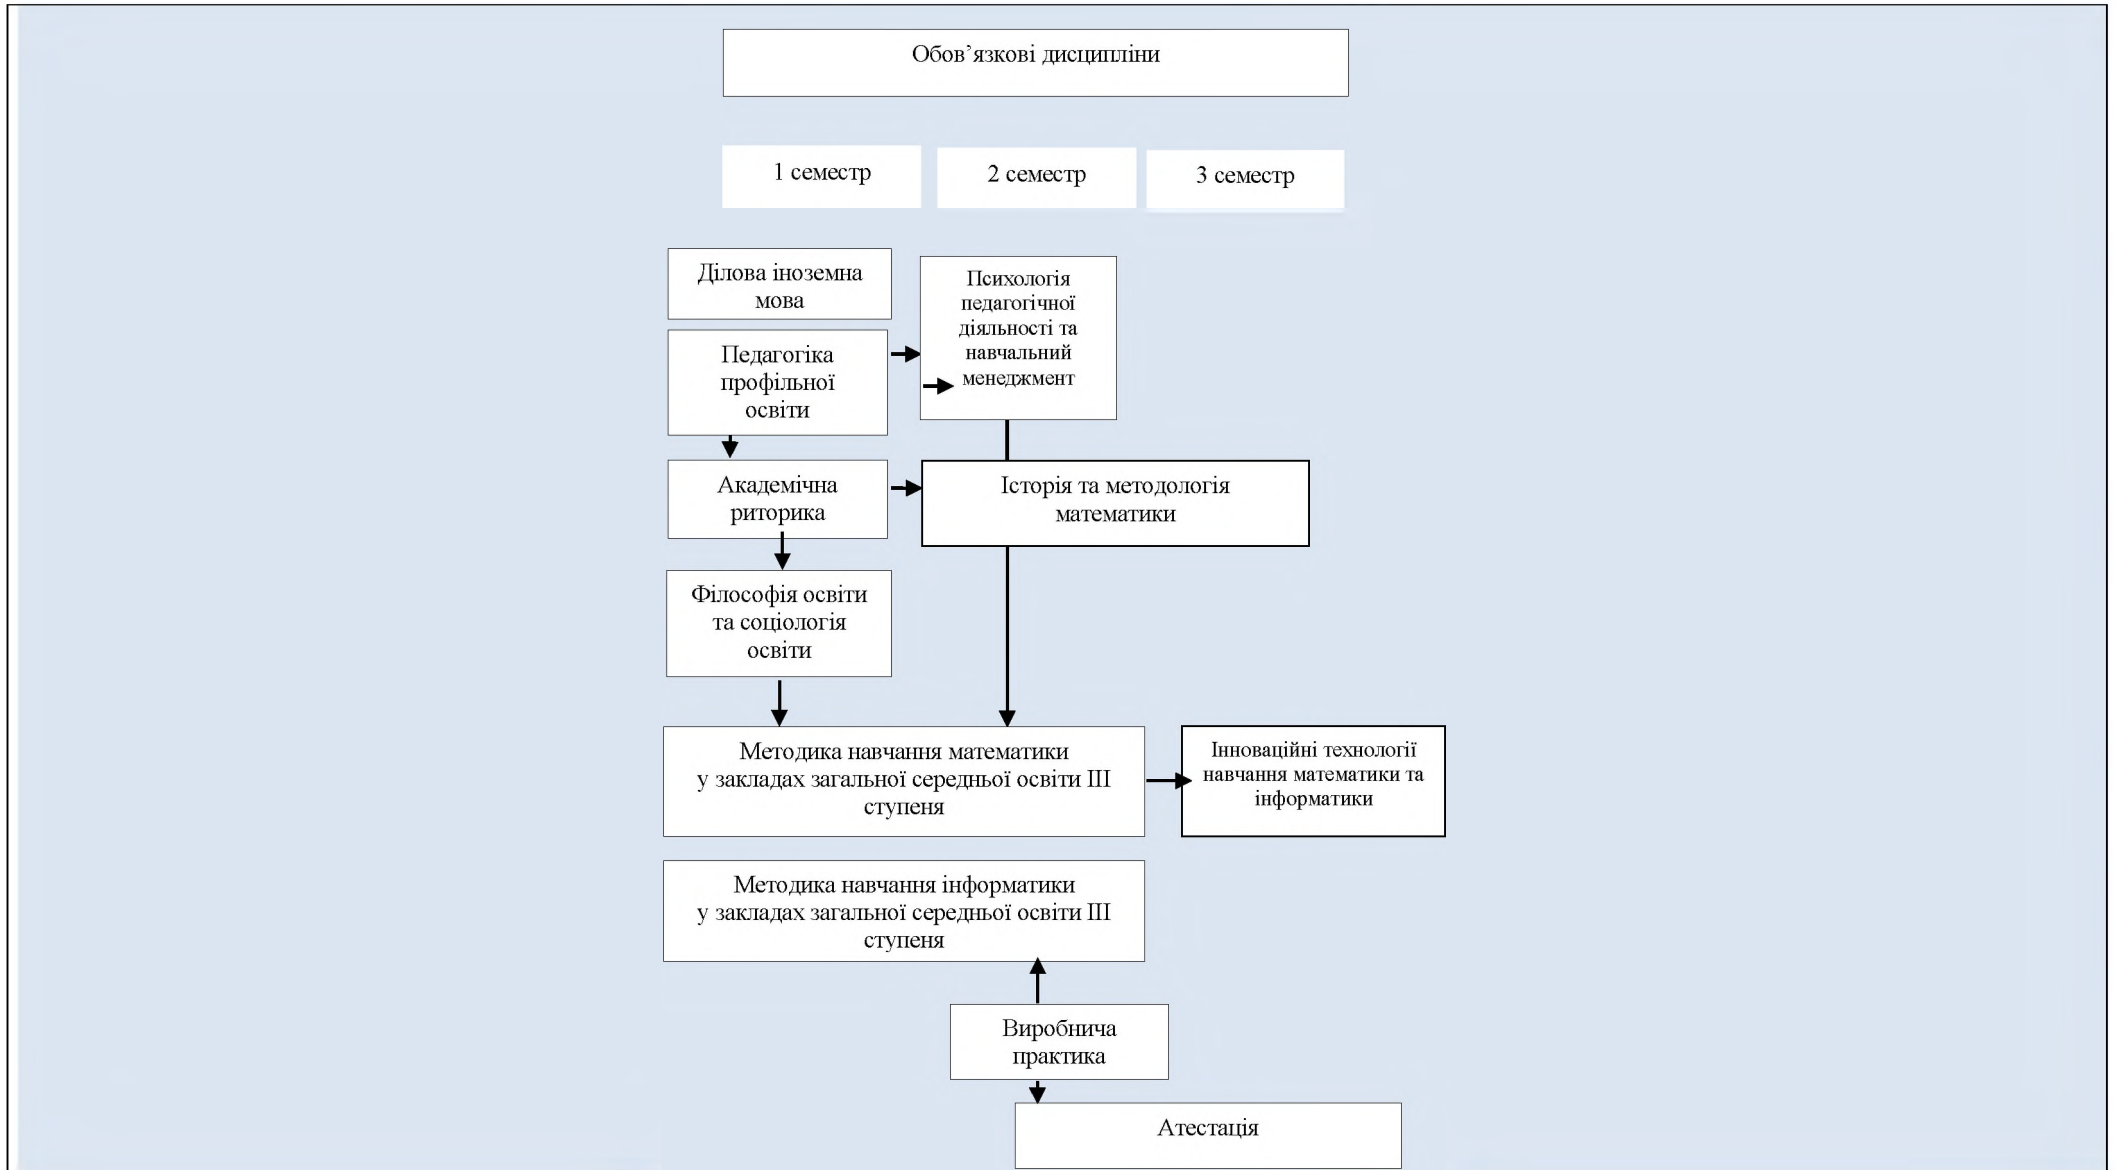 Обов’язкові дисципліни
1 семестр
2 семестр
3 семестр
Ділова іноземна
мова
Психологія
педагогічної
діяльності та
навчальний
менеджмент
Педагогіка
профільної
освіти
Академічна
риторика
Історія та методологія
математики
Філософія освіти
та соціологія
освіти
Методика навчання математики
у закладах загальної середньої освіти ІІІ
ступеня
Інноваційні технології
навчання математики та
інформатики
Методика навчання інформатики
у закладах загальної середньої освіти ІІІ
ступеня
Виробнича
практика
Атестація